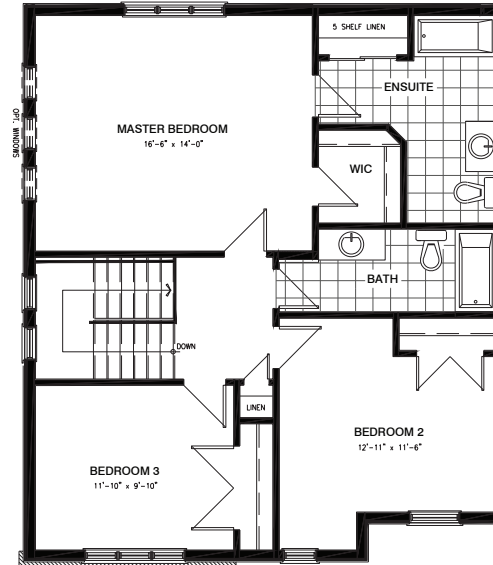 5 SHELF LINEN
ENSUITE
OPT. WINDOWS
MASTER BEDROOM
16'-6" x 14'-0"
WIC
BATH
DOWN
LINEN
BEDROOM 2
12'-11" x 11'-6"
BEDROOM 3
11'-10" x 9'-10"